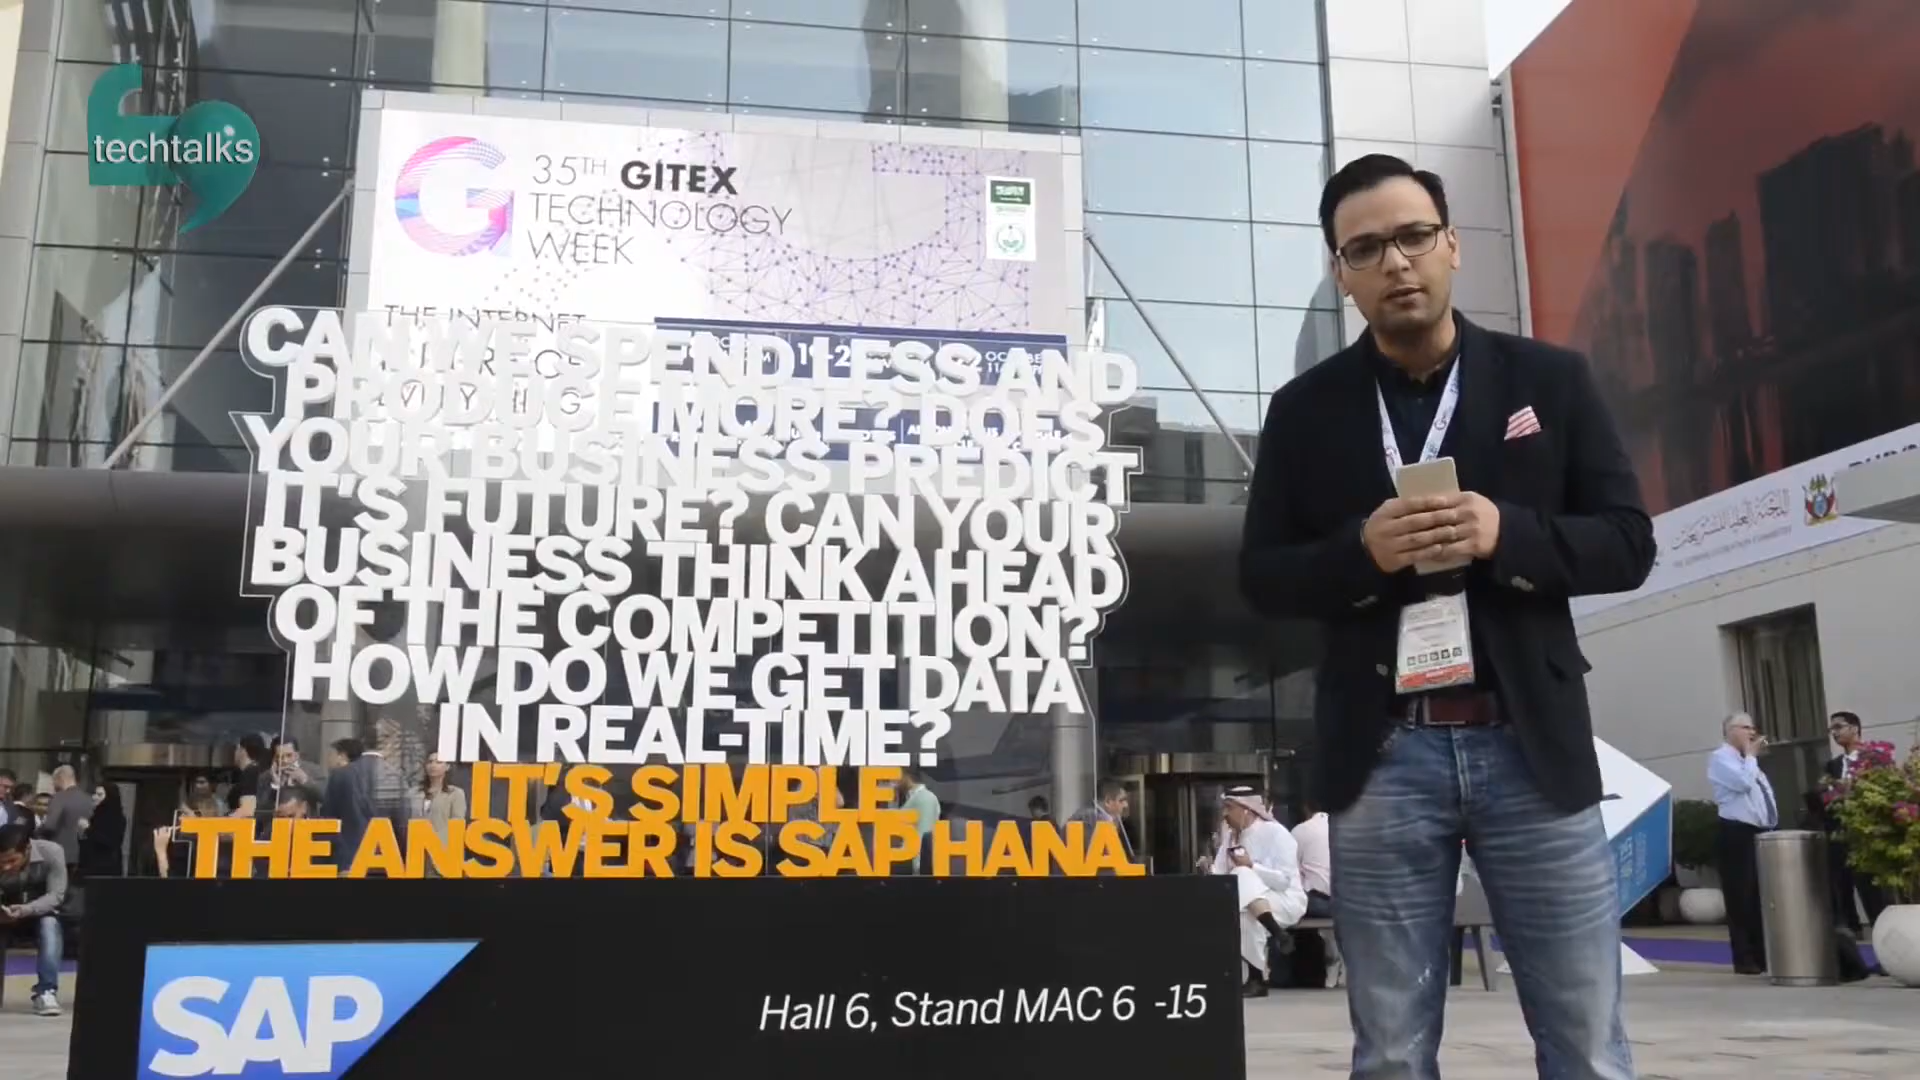 techtalks
35TH GITEX
TECHNOLOGY
WEEK
THE INTERNET
CAN WE SPEND LESS AND
PRODUCE MORE? DOES
YOUR BUSINESS PREDICT
IT'S FUTURE? CAN YOUR
BUSINESS THINK AHEAD
OF THE COMPETITION?
HOW DO WE GET DATA
IN REAL-TIME?
IT'S SIMPLE.
THE ANSWER IS SAP HANA.
SAP
Hall 6, Stand MAC 6 -15